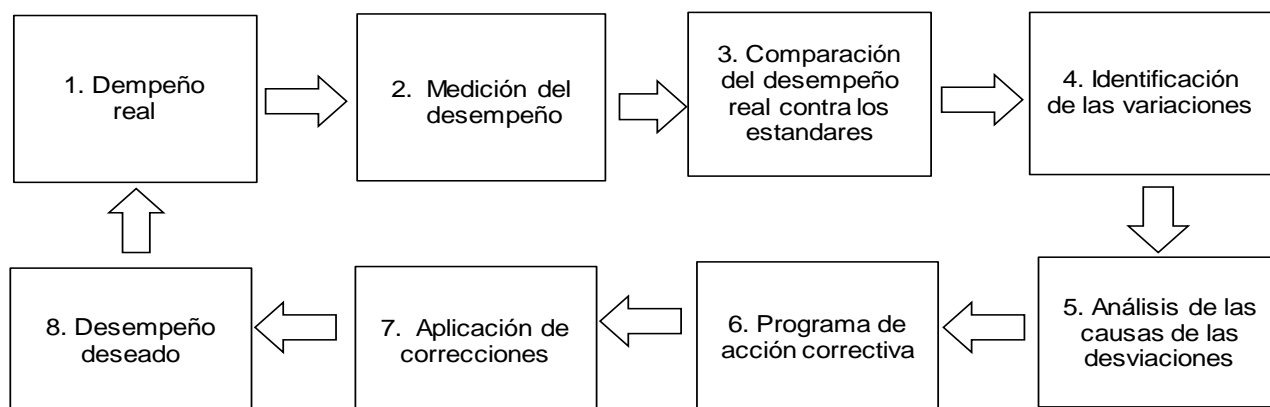 1. Dempeño
real
2. Medición del
desempeño
3. Comparación
del desempeño
real contra los
estandares
4. Identificación
de las variaciones
5. Análisis de las
causas de las
desviaciones
6. Programa de
acción correctiva
7. Aplicación de
correcciones
8. Desempeño
deseado